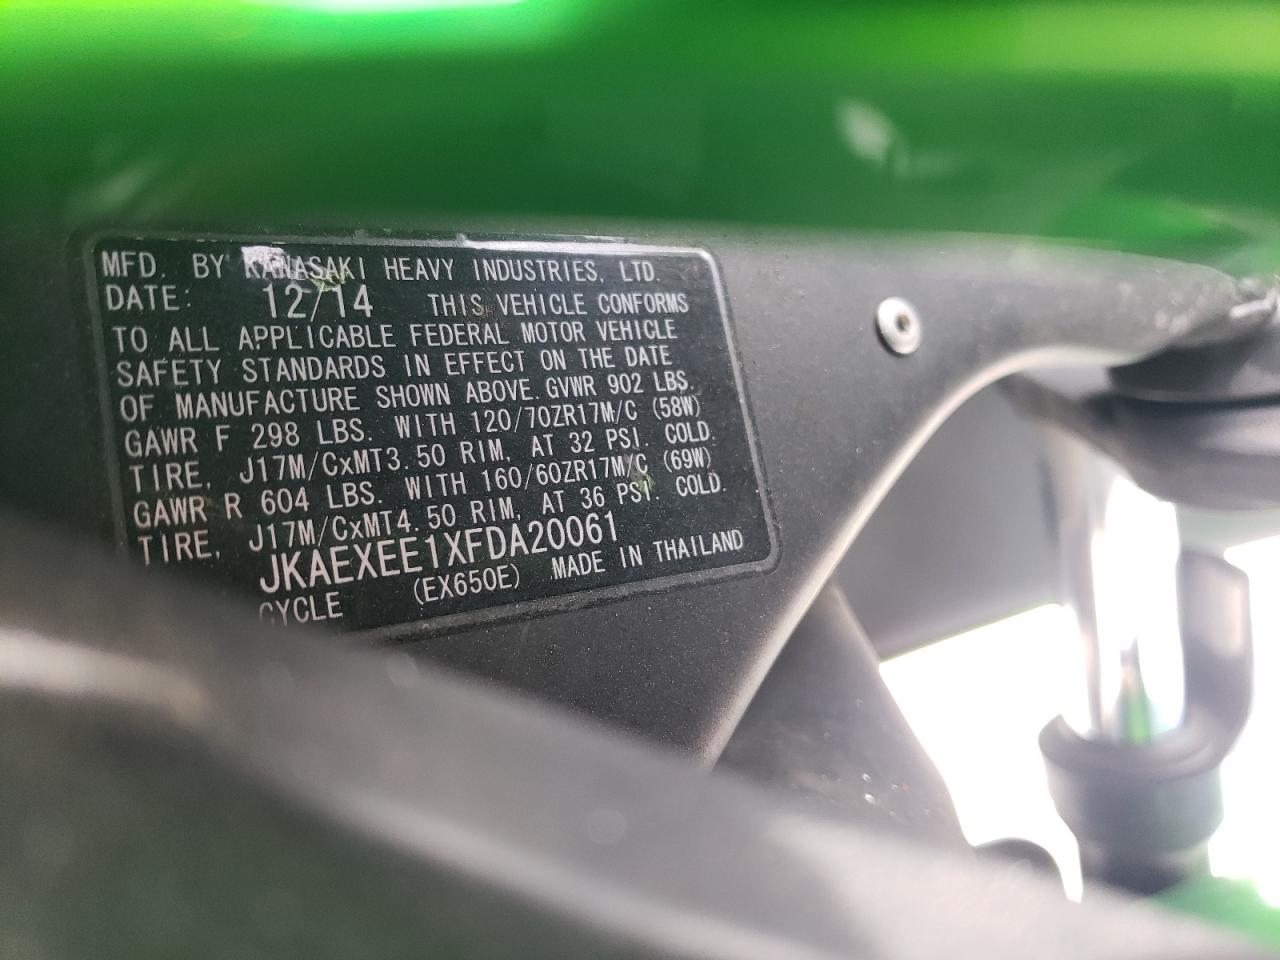 MFD. BY KAWASAKI HEAVY INDUSTRIES, LTD.
DATE: 12/14 THIS VEHICLE CONFORMS
TO ALL APPLICABLE FEDERAL MOTOR VEHICLE
SAFETY STANDARDS IN EFFECT ON THE DATE
OF MANUFACTURE SHOWN ABOVE. GVWR 902 LBS.
GAWR F 298 LBS. WITH 120/70ZR17M/C (58W)
TIRE, J17M/CxMT3.50 RIM, AT 32 PSI. COLD.
GAWR R 604 LBS. WITH 160/60ZR17M/C (69W)
TIRE, J17M/CxMT4.50 RIM, AT 36 PSI. COLD.
JKAEXEE1XFDA20061
CYCLE (EX650E) MADE IN THAILAND